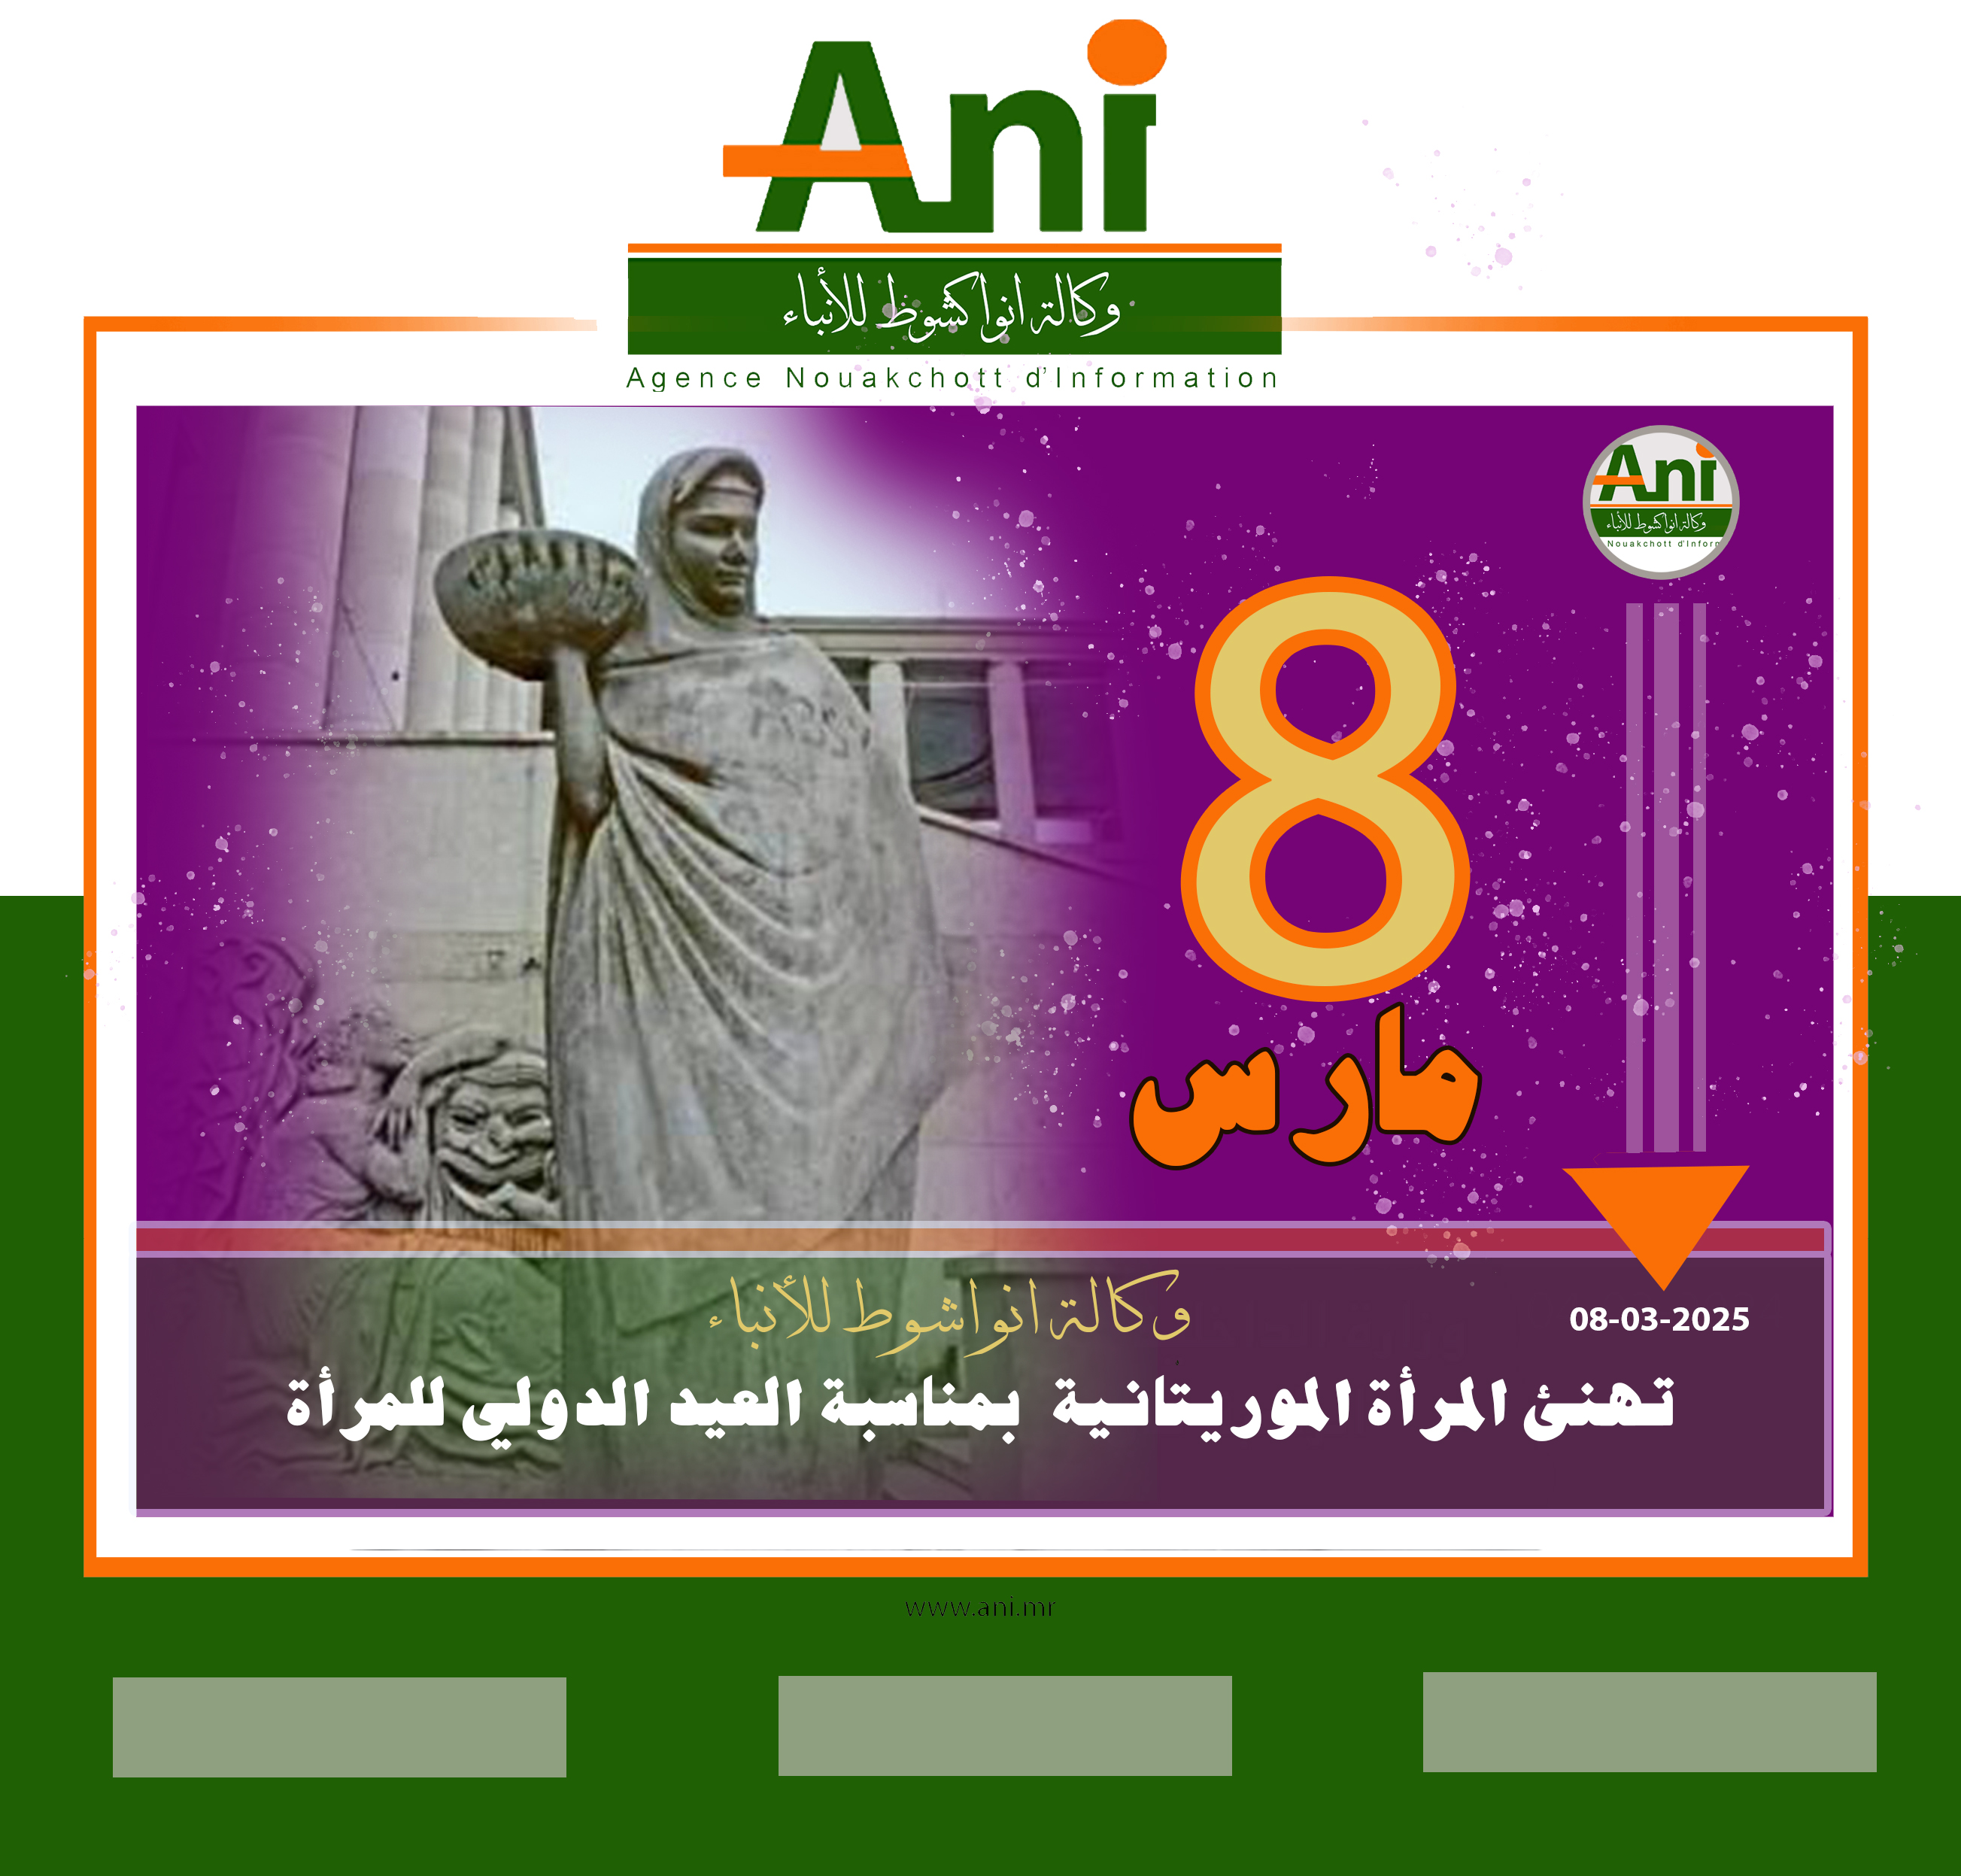 Ani
وكالة انواكشوط للأنباء
Agence Nouakchott d'Information
Ani
وكالة انواكشوط للأنباء
Nouakchott d'Inform
8
مارس
08-03-2025
وكالة انواشوط للأنباء
تهنئ المرأة الموريتانية بمناسبة العيد الدولي للمرأة
www.ani.mr